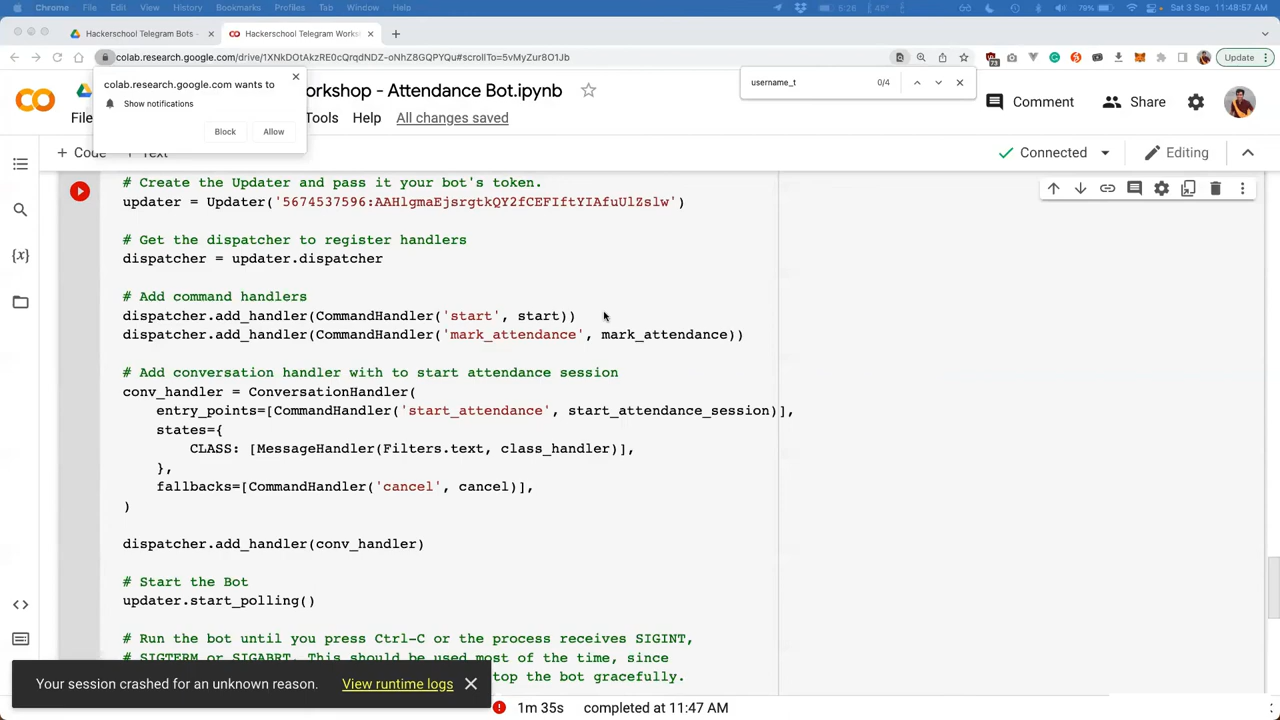 Chrome File Edit View History Bookmarks Profiles Tab Window Help 5:26 45° 79% Sat 3 Sep 11:48:57
Hackerschool Telegram Bots - Hackerschool Telegram Works
colab.research.google.com/drive/1XNkDOtAkzRE0cQrqdNDZ-oNhZ8GQPYQu#scrollTo=5vMyZur8O1Jb Update
colab.research.google.com wants to
Show notifications
Block Allow
username_t 0/4
orkshop - Attendance Bot.ipynb
File Tools Help All changes saved
Comment Share
+ Code + Text
Connected Editing
# Create the Updater and pass it your bot's token.
updater = Updater('5674537596:AAHlgmaEjsrgtkQY2fCEFIftYIAfuUlZslw')
# Get the dispatcher to register handlers
dispatcher = updater.dispatcher
# Add command handlers
dispatcher.add_handler(CommandHandler('start', start))
dispatcher.add_handler(CommandHandler('mark_attendance', mark_attendance))
# Add conversation handler with to start attendance session
conv_handler = ConversationHandler(
entry_points=[CommandHandler('start_attendance', start_attendance_session)],
states={
CLASS: [MessageHandler(Filters.text, class_handler)],
},
fallbacks=[CommandHandler('cancel', cancel)],
)
dispatcher.add_handler(conv_handler)
# Start the Bot
updater.start_polling()
# Run the bot until you press Ctrl-C or the process receives SIGINT,
# SIGTERM or SIGABRT. This should be used most of the time, since
top the bot gracefully.
Your session crashed for an unknown reason. View runtime logs
1m 35s completed at 11:47 AM